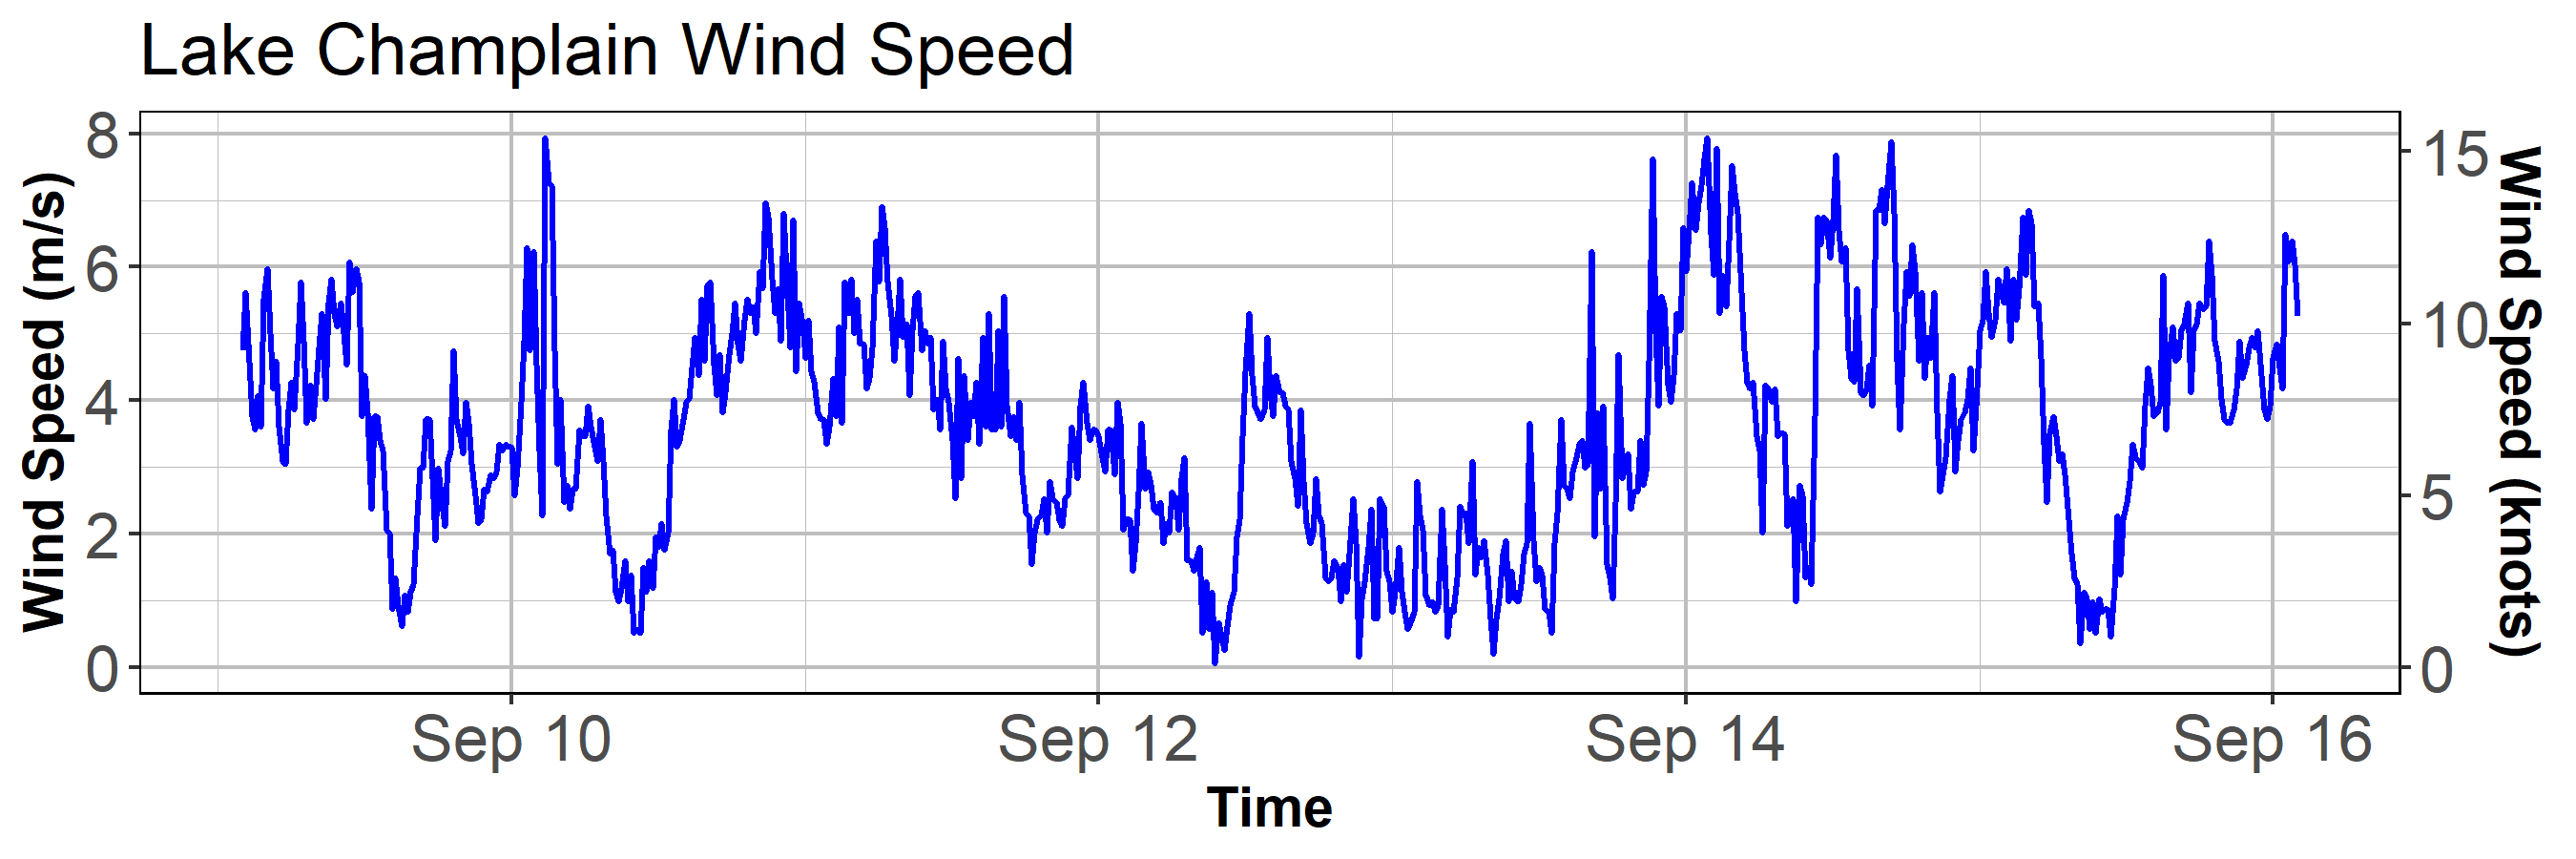 Lake Champlain Wind Speed
Wind Speed (m/s)
8
6
4
2
0
15
10
5
0
Wind Speed (knots)
Sep 10
Sep 12
Sep 14
Sep 16
Time